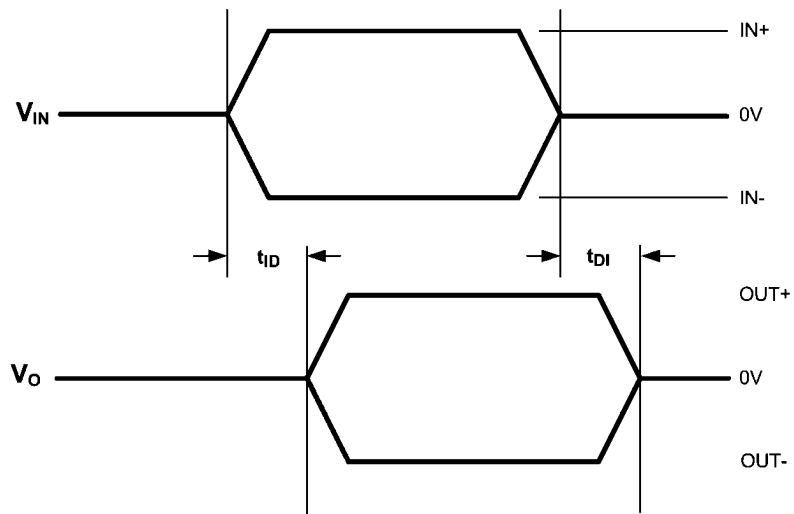 IN+
V_IN
0V
IN-
t_ID
t_DI
OUT+
V_O
0V
OUT-